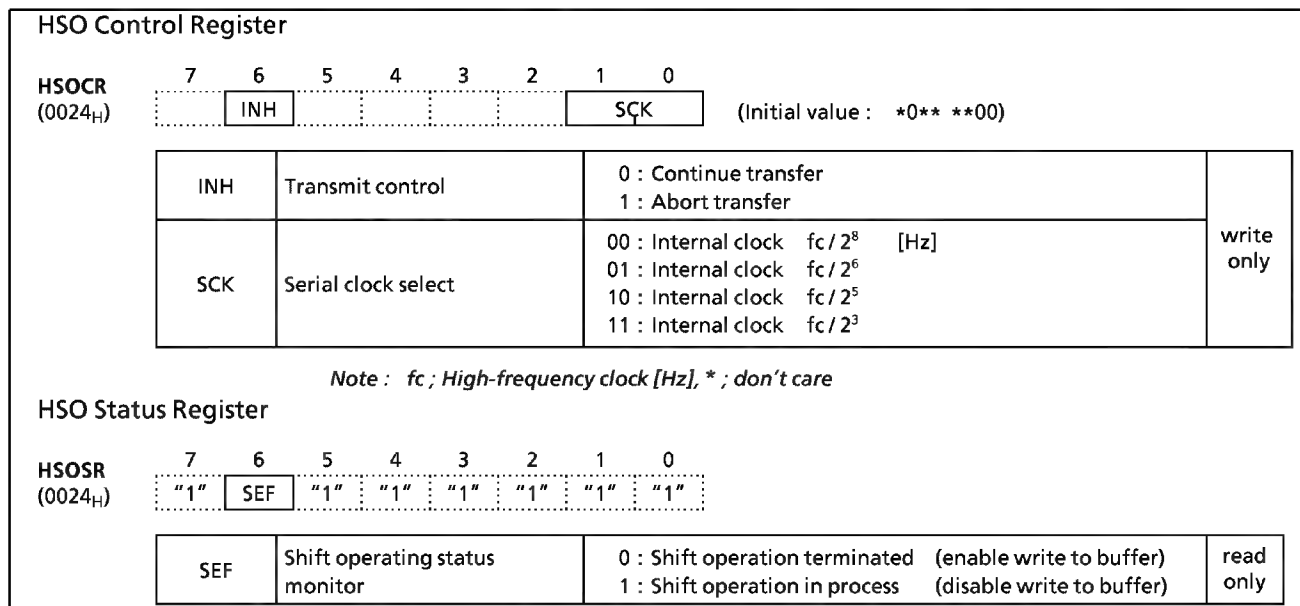 HSO Control Register
HSOCR
(0024H)
7 6 5 4 3 2 1 0
INH SCK (Initial value : *0** **00)
INH Transmit control 0 : Continue transfer
1 : Abort transfer
write only
SCK Serial clock select 00 : Internal clock fc / 2⁸ [Hz]
01 : Internal clock fc / 2⁶
10 : Internal clock fc / 2⁵
11 : Internal clock fc / 2³
Note : fc ; High-frequency clock [Hz], * ; don't care
HSO Status Register
HSOSR
(0024H)
7 6 5 4 3 2 1 0
"1" SEF "1" "1" "1" "1" "1" "1"
SEF Shift operating status monitor
0 : Shift operation terminated (enable write to buffer)
1 : Shift operation in process (disable write to buffer)
read only